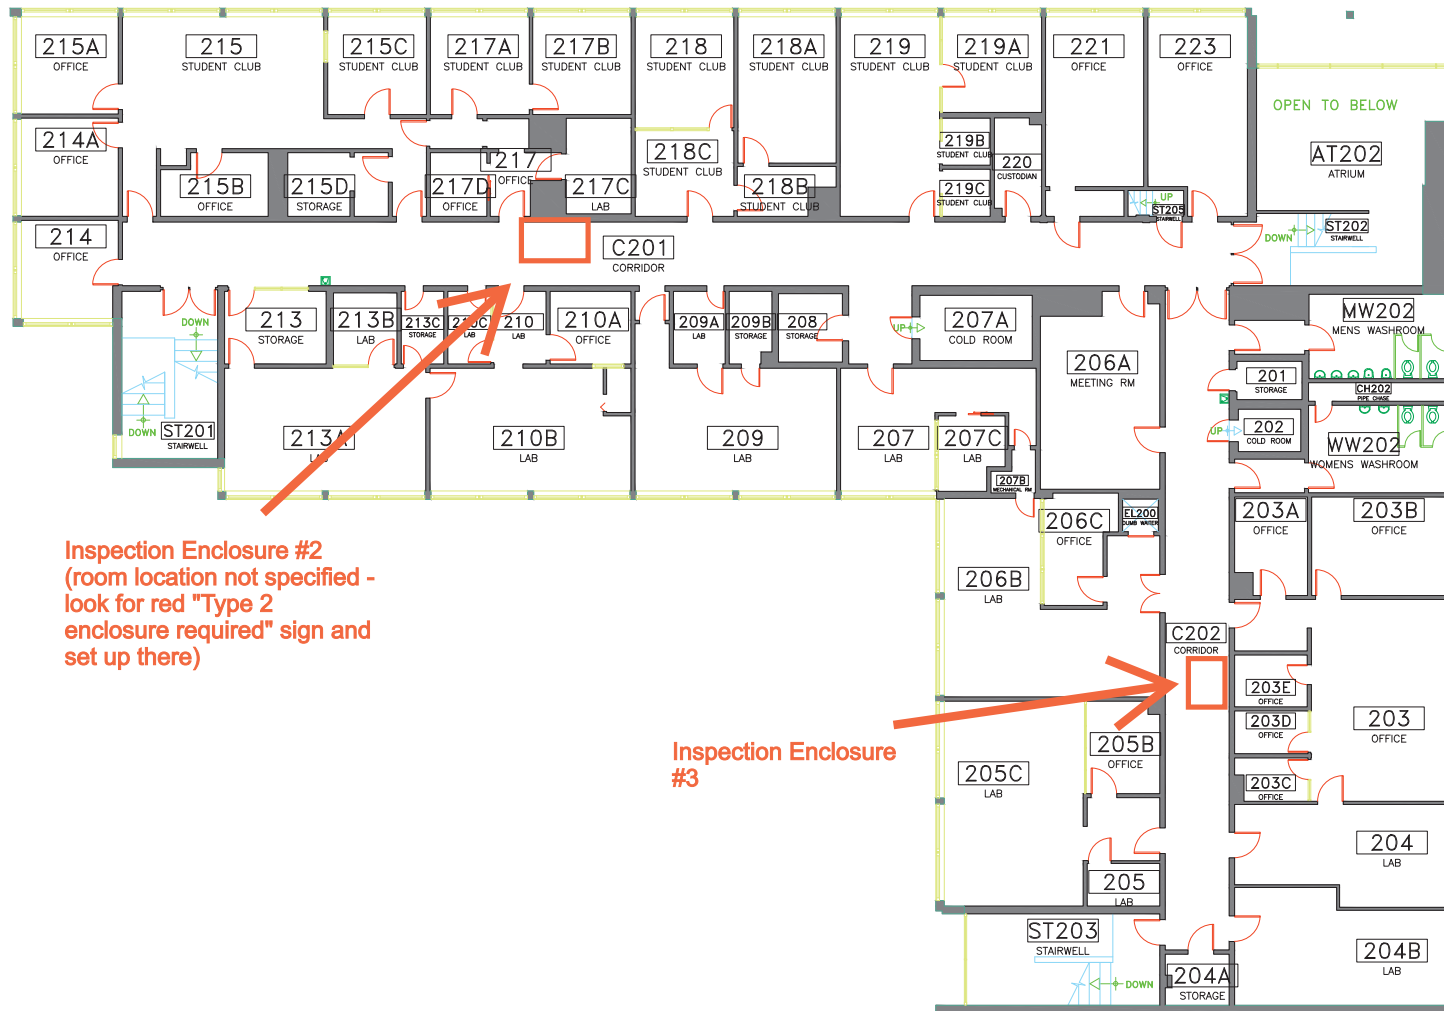 215A
OFFICE
215
STUDENT CLUB
215C
STUDENT CLUB
217A
STUDENT CLUB
217B
STUDENT CLUB
218
STUDENT CLUB
218A
STUDENT CLUB
219
STUDENT CLUB
219A
STUDENT CLUB
221
OFFICE
223
OFFICE
OPEN TO BELOW
AT202
ATRIUM
214A
OFFICE
215B
OFFICE
215D
STORAGE
217D
OFFICE
217
OFFICE
217C
LAB
218C
STUDENT CLUB
218B
STUDENT CLUB
219B
STUDENT CLUB
219C
STUDENT CLUB
220
CUSTODIAN
UP
ST205
STAIRWELL
DOWN
ST202
STAIRWELL
214
OFFICE
C201
CORRIDOR
DOWN
213
STORAGE
213B
LAB
213C
STORAGE
210C
LAB
210
LAB
210A
OFFICE
209A
LAB
209B
STORAGE
208
STORAGE
UP
207A
COLD ROOM
206A
MEETING RM
MW202
MENS WASHROOM
201
STORAGE
CH202
PIPE CHASE
DOWN
ST201
STAIRWELL
213A
LAB
210B
LAB
209
LAB
207
LAB
207C
LAB
207B
MECHANICAL RM
UP
202
COLD ROOM
WW202
WOMENS WASHROOM
206C
OFFICE
EL200
DUMB WAITER
203A
OFFICE
203B
OFFICE
Inspection Enclosure #2
(room location not specified -
look for red "Type 2
enclosure required" sign and
set up there)
206B
LAB
C202
CORRIDOR
203E
OFFICE
203D
OFFICE
203
OFFICE
Inspection Enclosure
#3
205B
OFFICE
205C
LAB
203C
OFFICE
204
LAB
205
LAB
ST203
STAIRWELL
DOWN
204A
STORAGE
204B
LAB